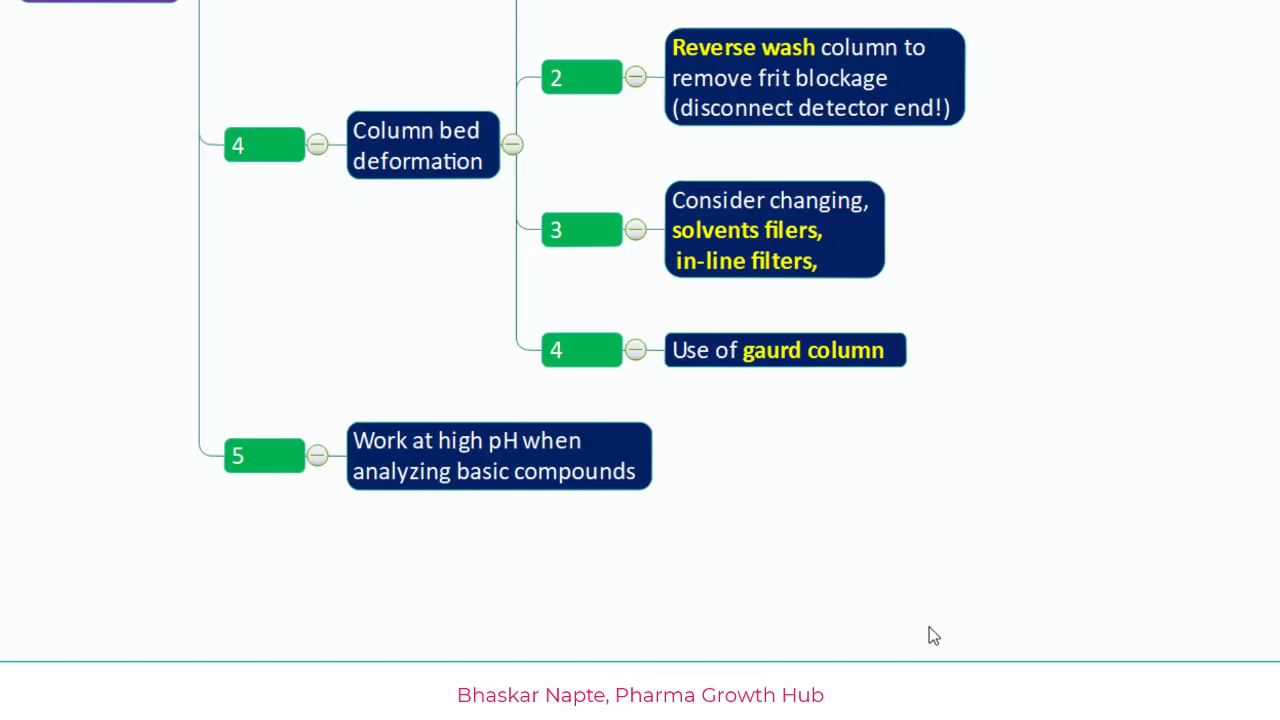 2
Reverse wash column to
remove frit blockage
(disconnect detector end!)
4
Column bed
deformation
3
Consider changing,
solvents filers,
in-line filters,
4
Use of gaurd column
5
Work at high pH when
analyzing basic compounds
Bhaskar Napte, Pharma Growth Hub